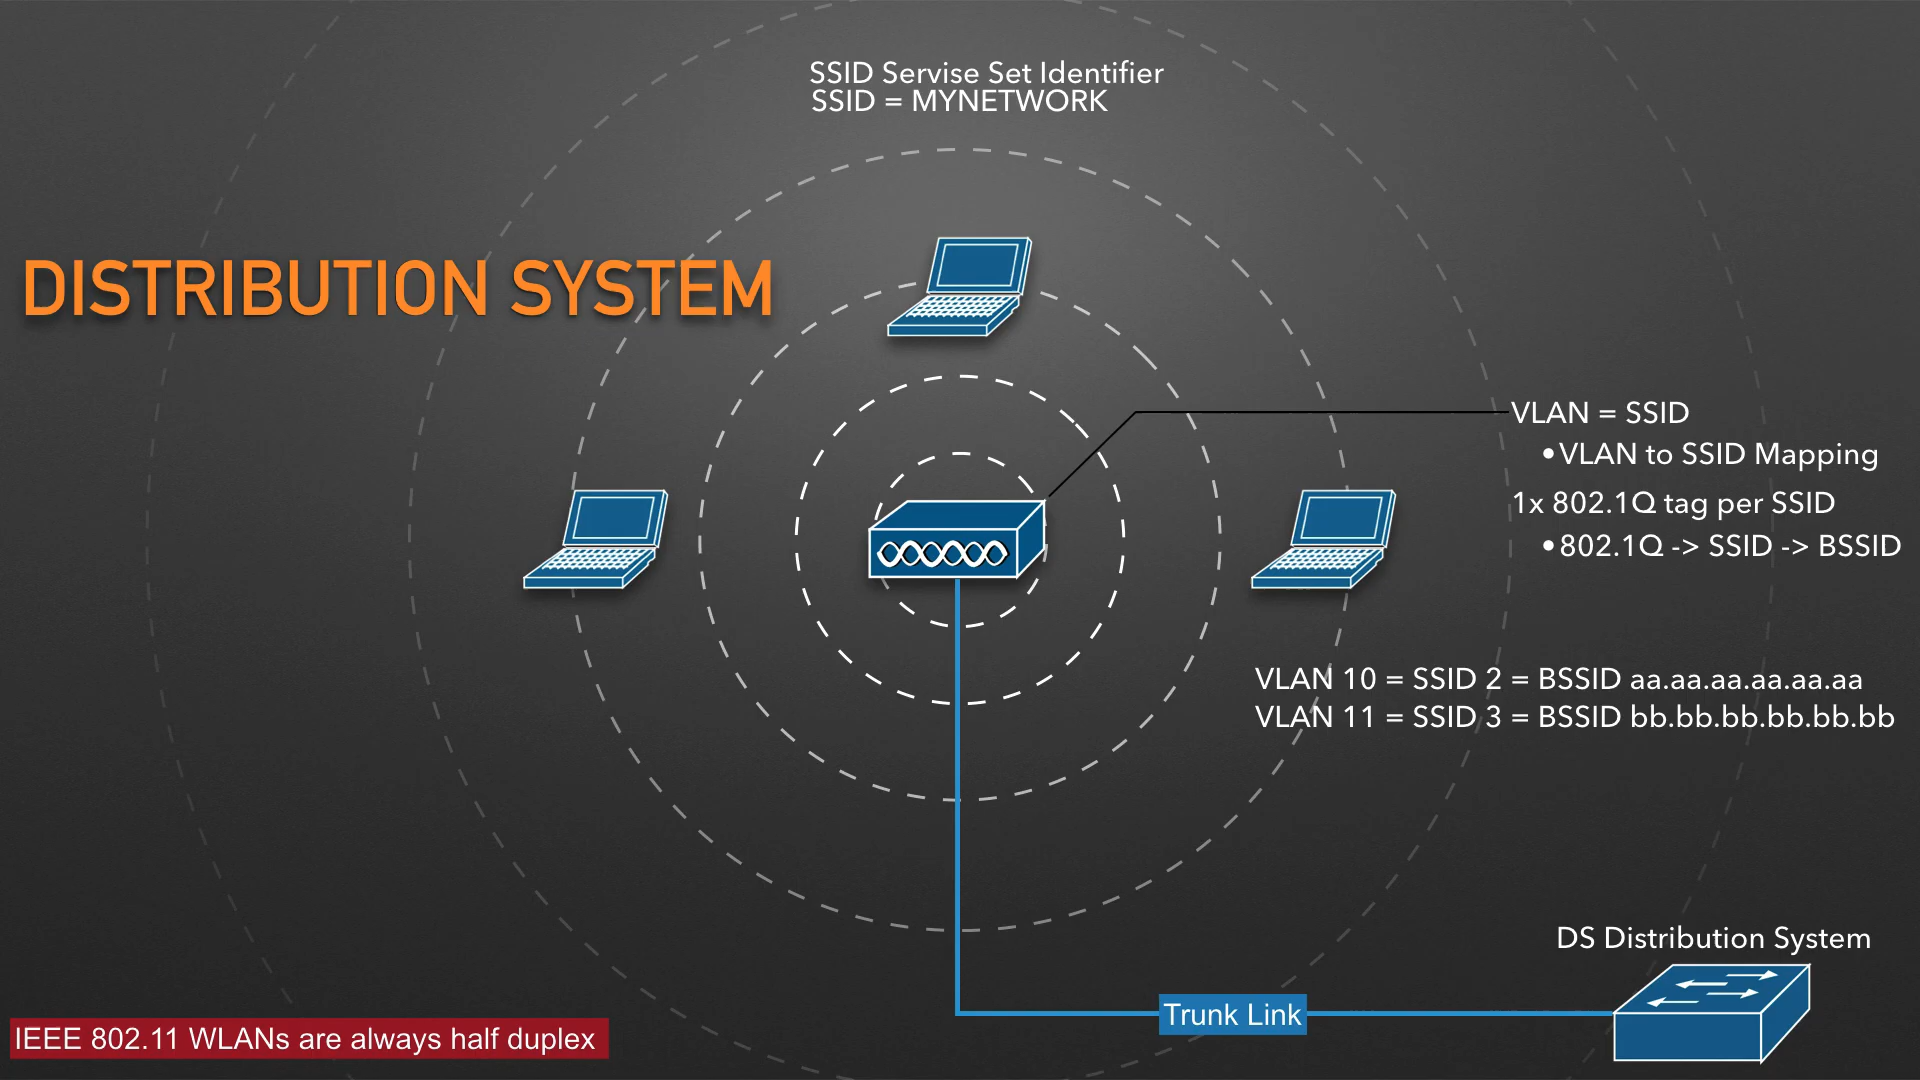 SSID Servise Set Identifier
SSID = MYNETWORK
DISTRIBUTION SYSTEM
VLAN = SSID
•VLAN to SSID Mapping
1x 802.1Q tag per SSID
•802.1Q -> SSID -> BSSID
VLAN 10 = SSID 2 = BSSID aa.aa.aa.aa.aa.aa
VLAN 11 = SSID 3 = BSSID bb.bb.bb.bb.bb.bb
DS Distribution System
Trunk Link
IEEE 802.11 WLANs are always half duplex